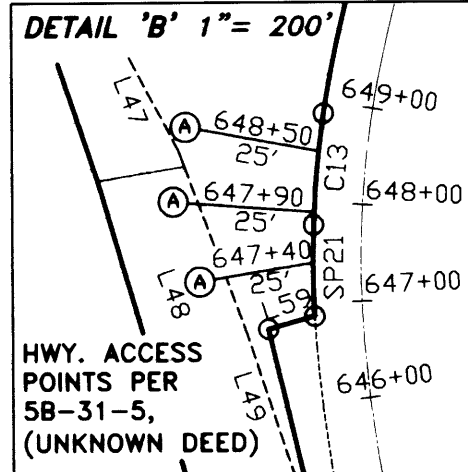 DETAIL 'B' 1"= 200'
L47
649+00
A
648+50
25'
C13
A
647+90
25'
648+00
647+40
A
25'
SP21
L48
L59
647+00
HWY. ACCESS
POINTS PER
5B-31-5,
(UNKNOWN DEED)
L49
646+00